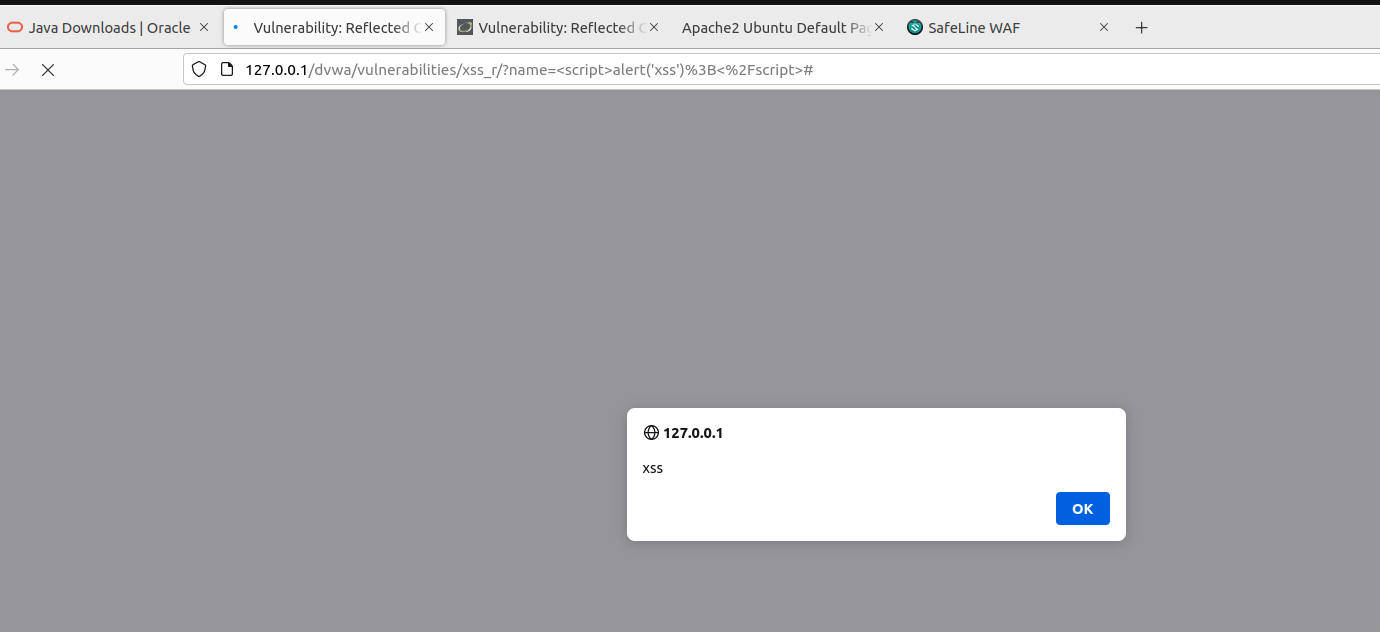 Java Downloads | Oracle
Vulnerability: Reflected
Vulnerability: Reflected
Apache2 Ubuntu Default
SafeLine WAF
127.0.0.1/dvwa/vulnerabilities/xss_r/?name=<script>alert('xss')%3B<%2Fscript>#
127.0.0.1
xss
OK